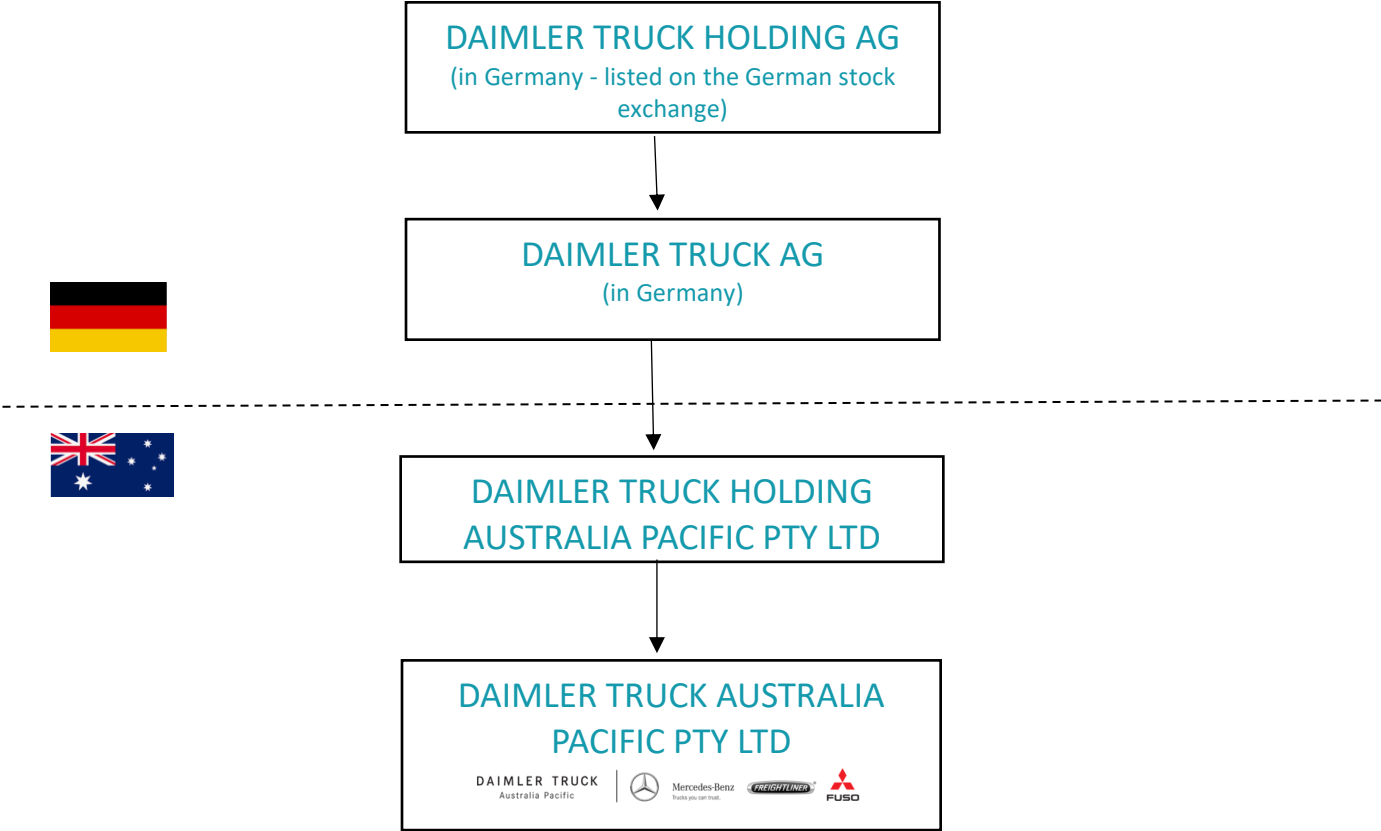 DAIMLER TRUCK HOLDING AG
(in Germany - listed on the German stock
exchange)
DAIMLER TRUCK AG
(in Germany)
DAIMLER TRUCK HOLDING
AUSTRALIA PACIFIC PTY LTD
DAIMLER TRUCK AUSTRALIA
PACIFIC PTY LTD
DAIMLER TRUCK
Australia Pacific
Mercedes-Benz
Trucks you can trust.
FREIGHTLINER
FUSO